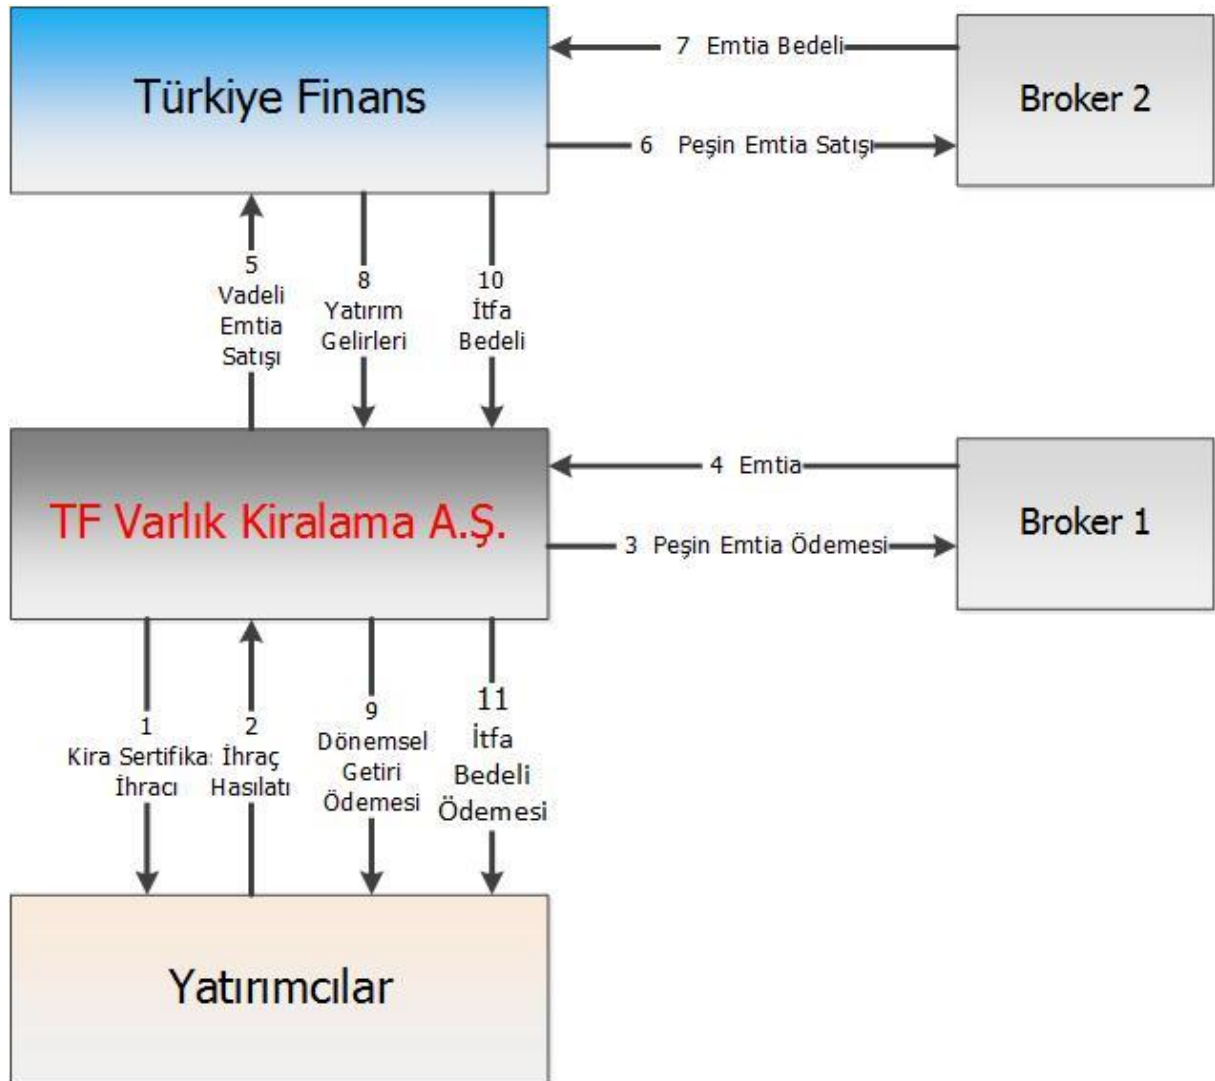 7 Emtia Bedeli
Türkiye Finans
Broker 2
6 Peşin Emtia Satışı
5
Vadeli
Emtia
Satışı
8
Yatırım
Gelirleri
10
İtfa
Bedeli
4 Emtia
TF Varlık Kiralama A.Ş.
Broker 1
3 Peşin Emtia Ödemesi
1
Kira Sertifika
İhracı
2
İhraç
Hasılatı
9
Dönemsel
Getiri
Ödemesi
11
İtfa
Bedeli
Ödemesi
Yatırımcılar